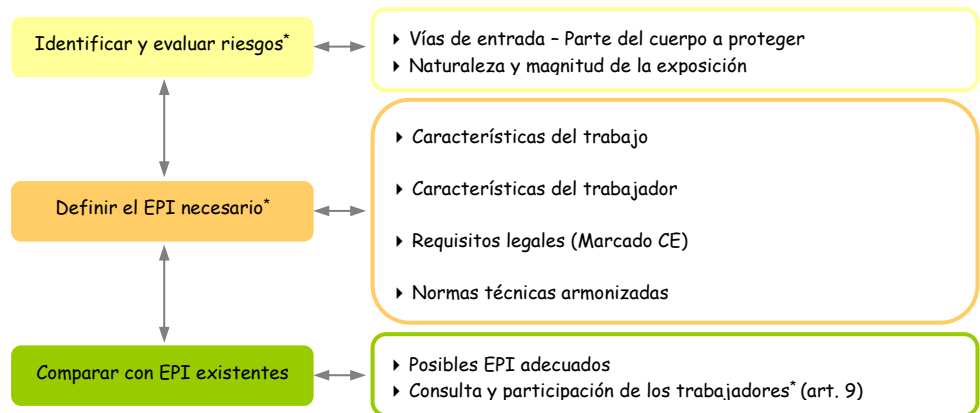 Identificar y evaluar riesgos*
‣ Vías de entrada – Parte del cuerpo a proteger
‣ Naturaleza y magnitud de la exposición
Definir el EPI necesario*
‣ Características del trabajo
‣ Características del trabajador
‣ Requisitos legales (Marcado CE)
‣ Normas técnicas armonizadas
Comparar con EPI existentes
‣ Posibles EPI adecuados
‣ Consulta y participación de los trabajadores* (art. 9)